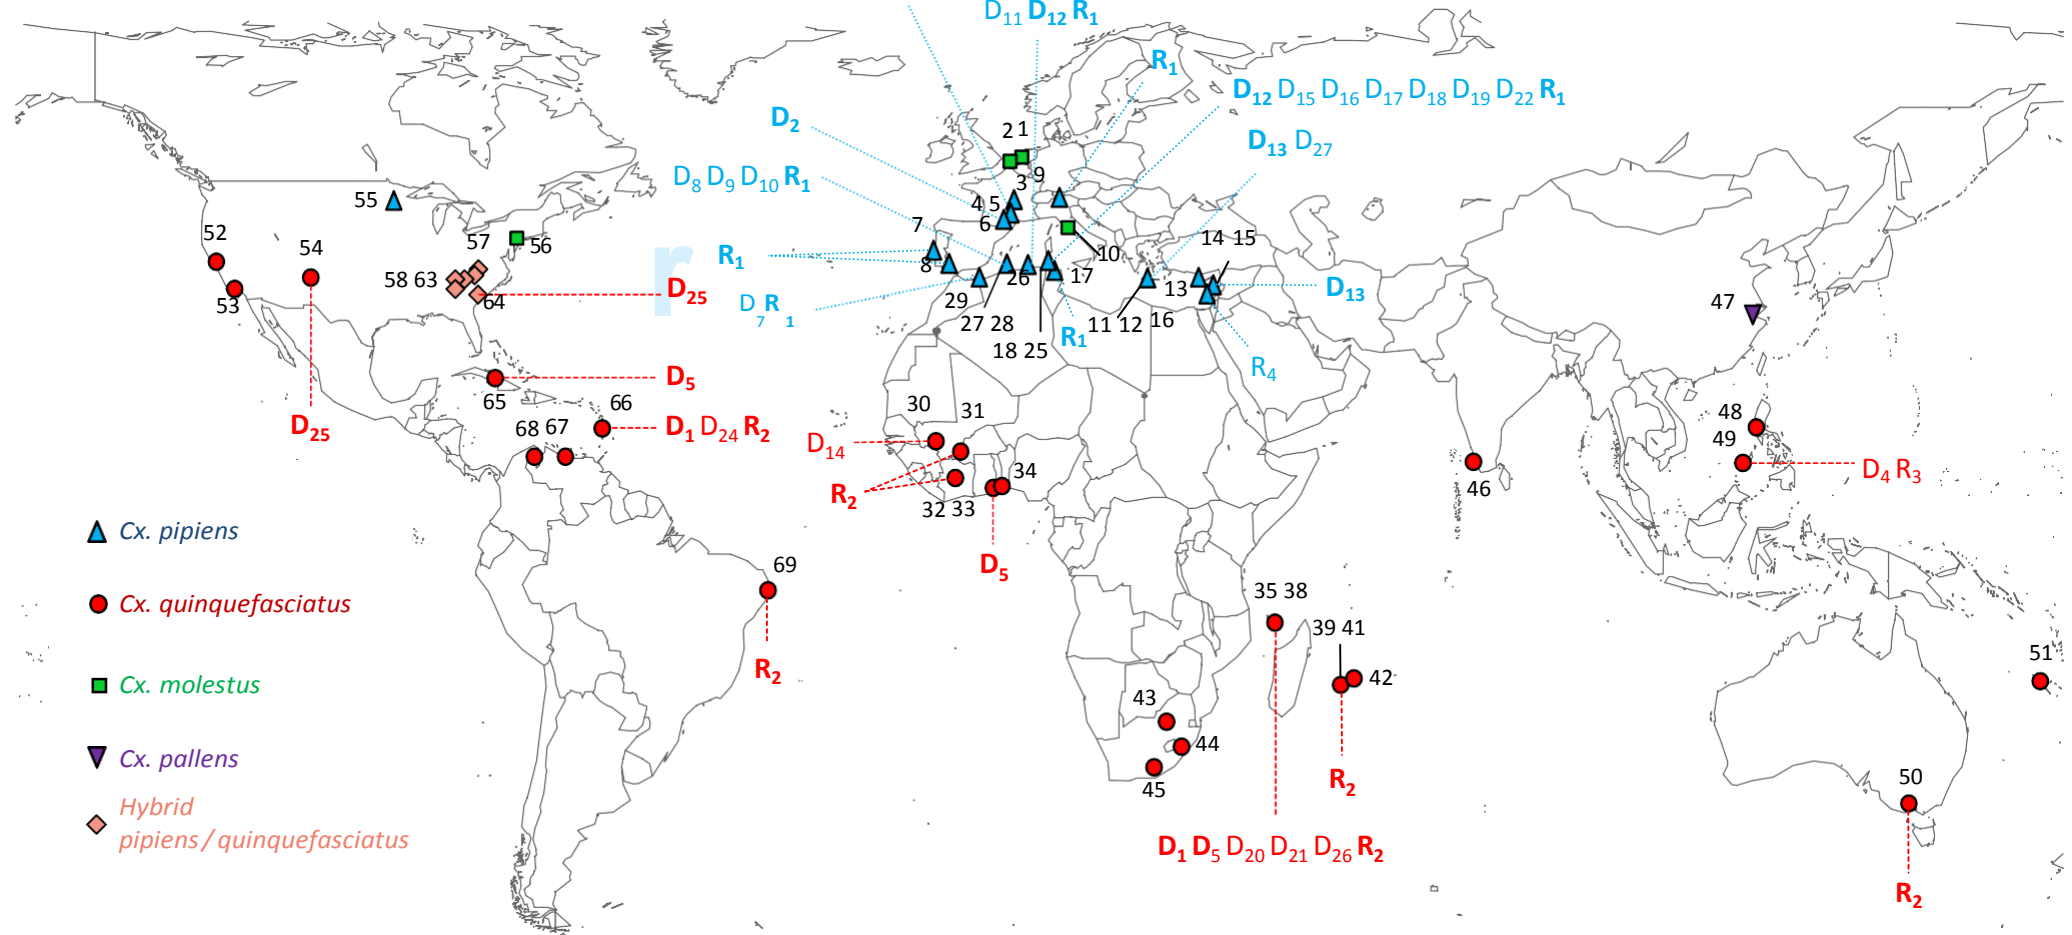 D11 D12 R1
R1
D12 D15 D16 D17 D18 D19 D22 R1
D2
2 1
D13 D27
9
D8 D9 D10 R1
3
55
4 5
7
6
52
54
57
56
14 15
R1
8
10
58 63
26
17
13
D13
D25
64
53
29
D7 R1
47
27 28
R1
11 12 16
18 25
R4
D5
65
66
30
31
48
D25
68 67
D1 D24 R2
D14
49
34
D4 R3
R2
46
32 33
Cx. pipiens
D5
69
35 38
Cx. quinquefasciatus
39 41
51
R2
42
Cx. molestus
43
44
Cx. pallens
R2
50
45
Hybrid
pipiens / quinquefasciatus
D1 D5 D20 D21 D26 R2
R2
r